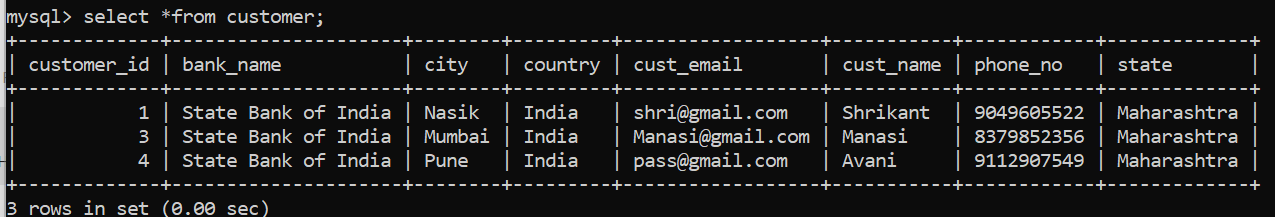 mysql> select *from customer;
+-------------+--------------------+--------+---------+------------------+-----------+------------+-------------+
| customer_id | bank_name           | city   | country | cust_email       | cust_name | phone_no   | state       |
+-------------+--------------------+--------+---------+------------------+-----------+------------+-------------+
|           1 | State Bank of India | Nasik  | India   | shri@gmail.com   | Shrikant  | 9049605522 | Maharashtra |
|           3 | State Bank of India | Mumbai | India   | Manasi@gmail.com | Manasi    | 8379852356 | Maharashtra |
|           4 | State Bank of India | Pune   | India   | pass@gmail.com   | Avani     | 9112907549 | Maharashtra |
+-------------+--------------------+--------+---------+------------------+-----------+------------+-------------+
3 rows in set (0.00 sec)